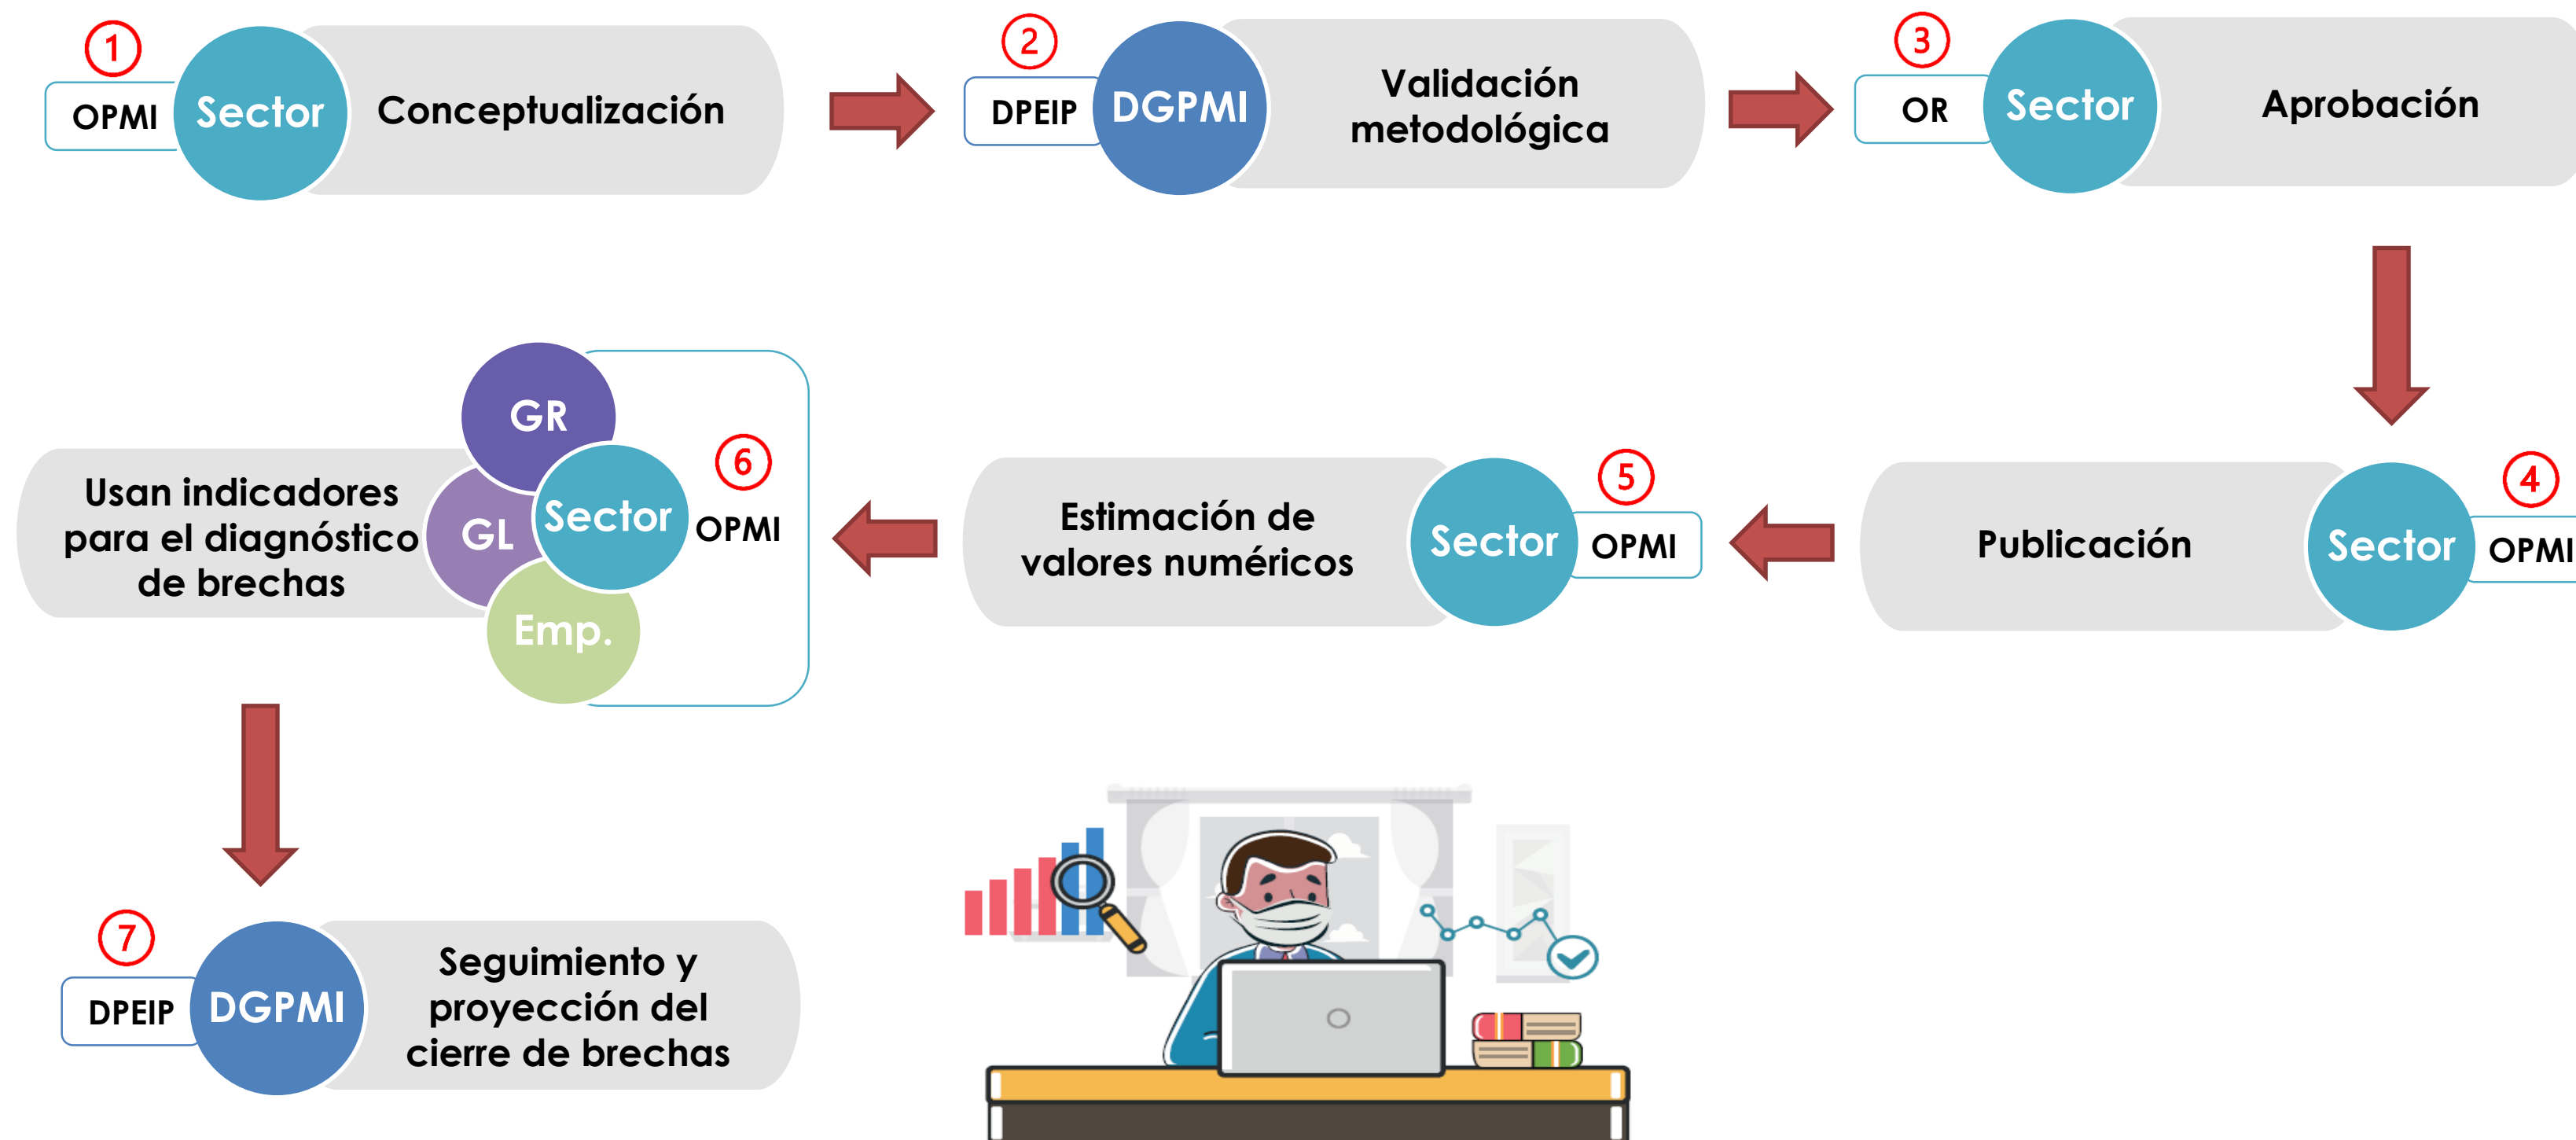 1
OPMI
Sector
Conceptualización
2
DPEIP
DGPMI
Validación
metodológica
3
OR
Sector
Aprobación
4
Sector
OPMI
Publicación
5
Sector
OPMI
Estimación de
valores numéricos
6
GR
GL
Sector
OPMI
Emp.
Usan indicadores
para el diagnóstico
de brechas
7
DPEIP
DGPMI
Seguimiento y
proyección del
cierre de brechas